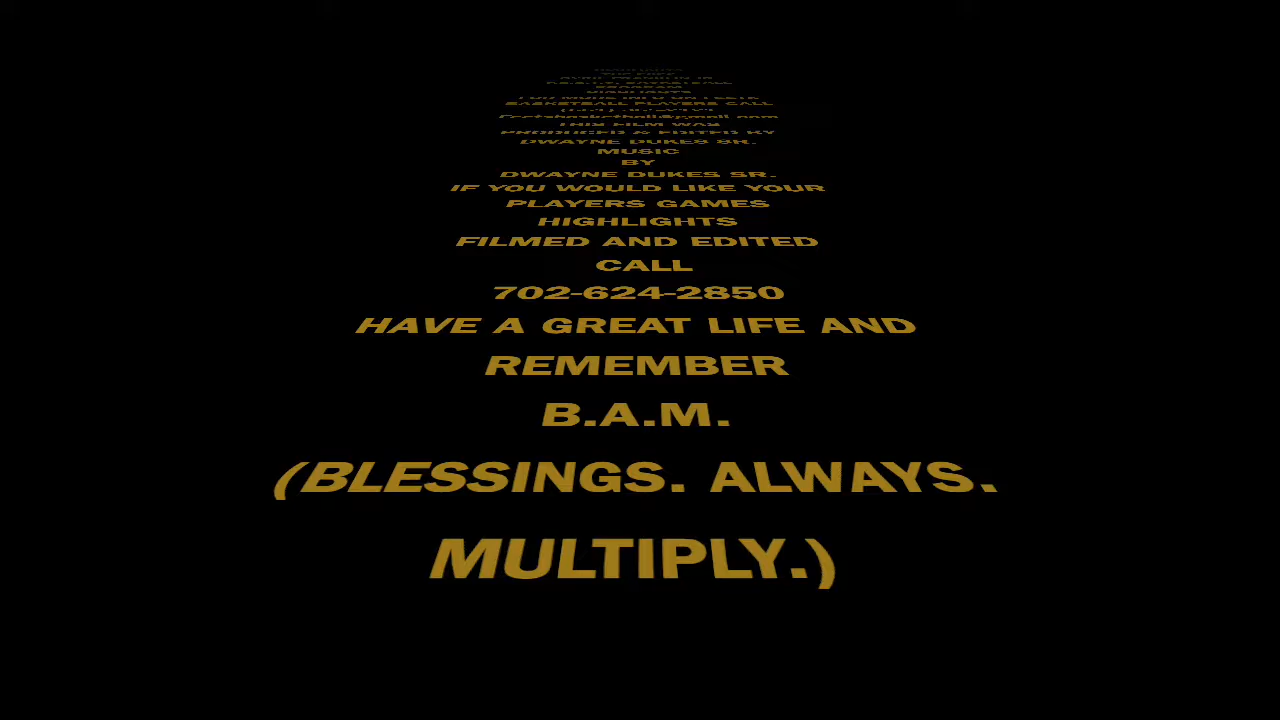 PROGRAM
HIGHLIGHTS
BASKETBALL PLAYERS CALL
THIS FILM WAS
PRODUCED & EDITED BY
DWAYNE DUKES SR.
MUSIC
BY
DWAYNE DUKES SR.
IF YOU WOULD LIKE YOUR
PLAYERS GAMES
HIGHLIGHTS
FILMED AND EDITED
CALL
702-624-2850
HAVE A GREAT LIFE AND
REMEMBER
B.A.M.
(BLESSINGS. ALWAYS.
MULTIPLY.)